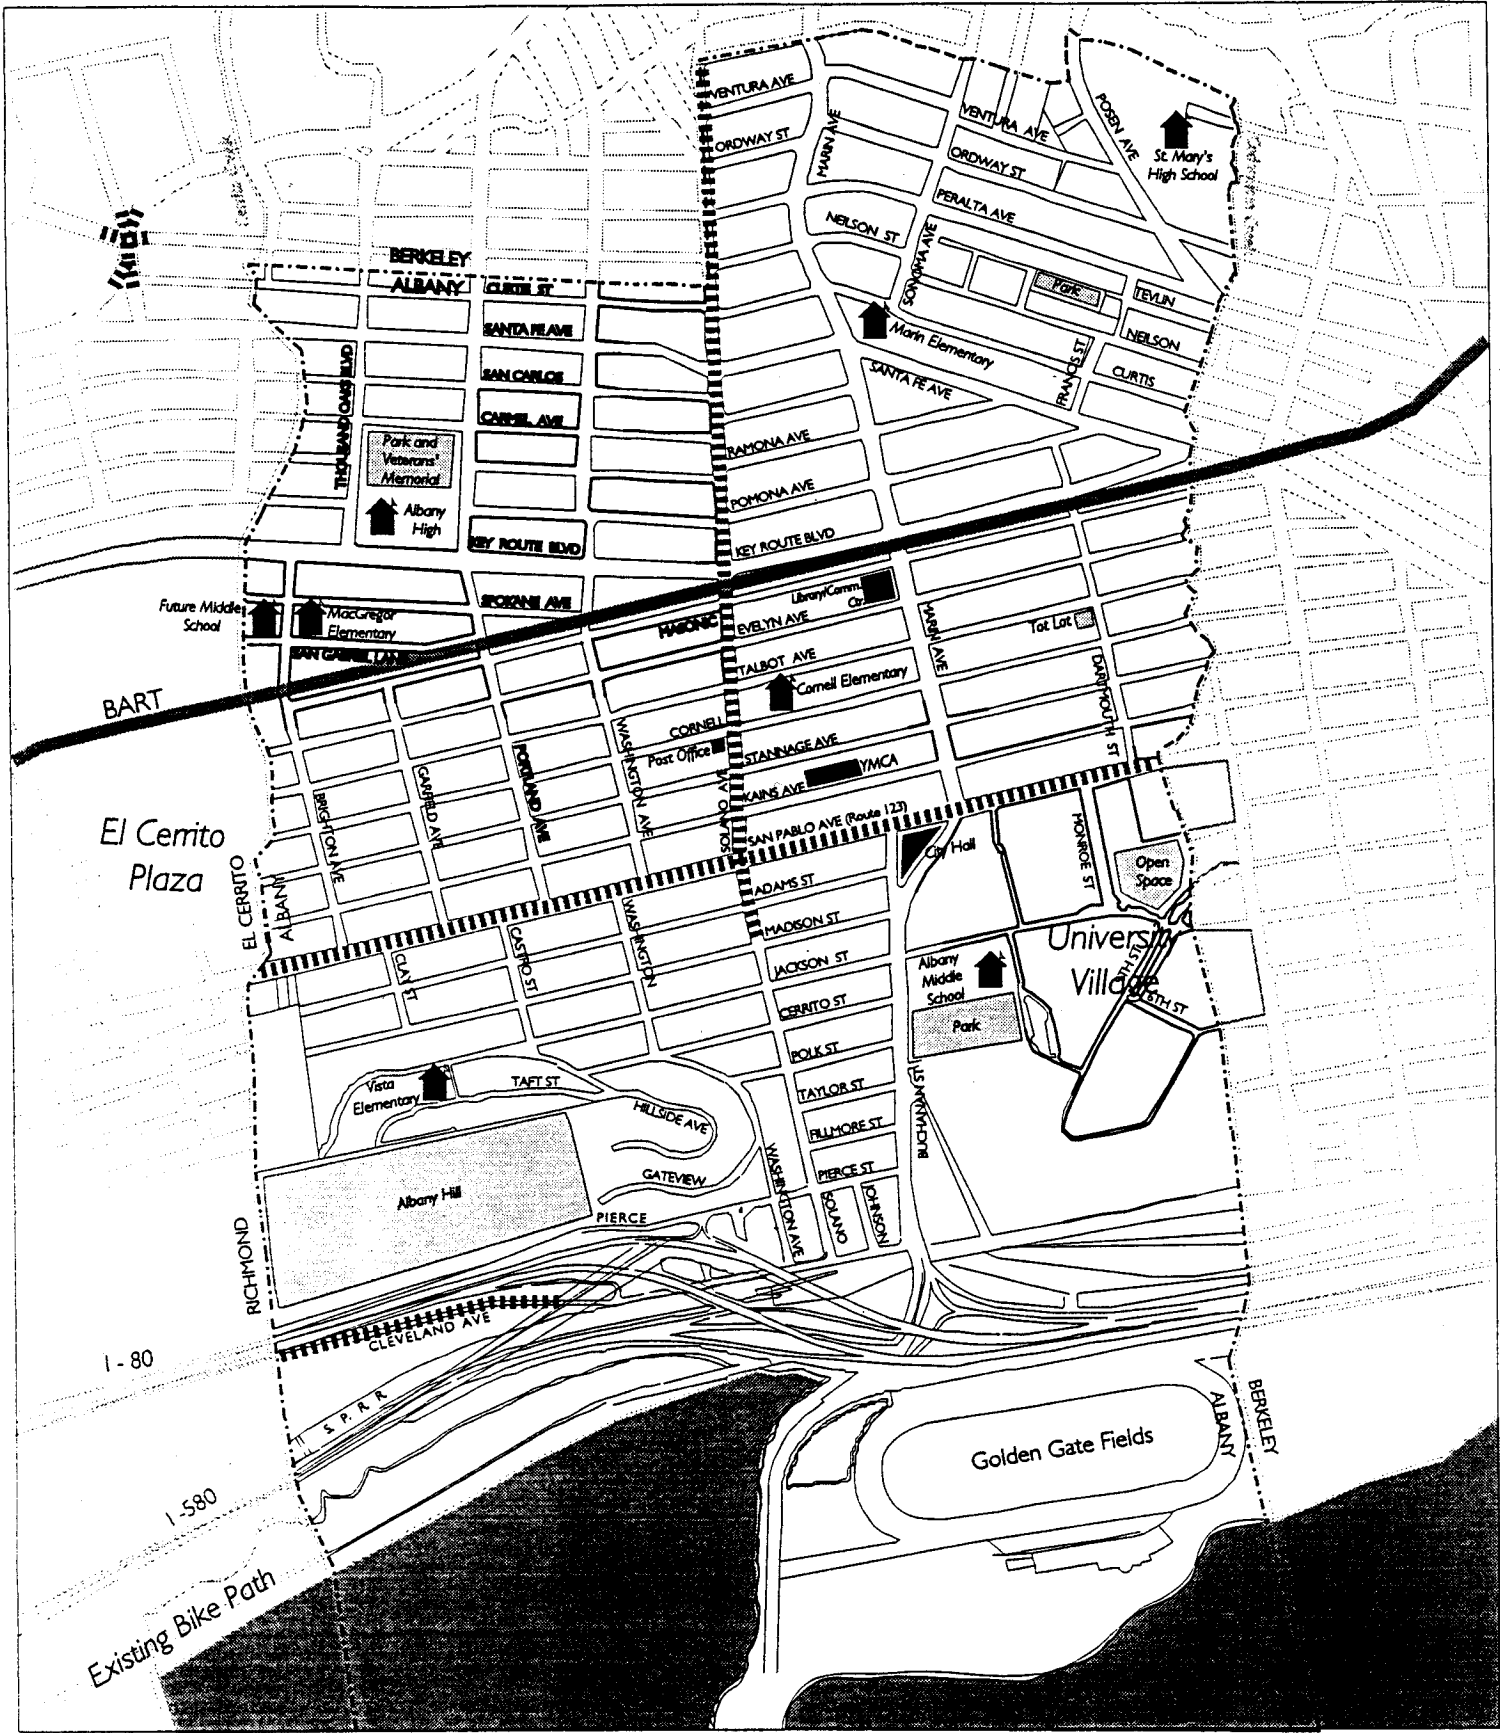 VENTURA AVE
ORDWAY ST
MARIN AVE
VENTURA AVE
ORDWAY ST
POSEN AVE
St. Mary's
High School
PERALTA AVE
NEILSON ST
SONOMA AVE
Park
TEVLIN
NEILSON
CURTIS
FRANCIS ST
Marin Elementary
SANTA FE AVE
BERKELEY
ALBANY
CURTIS ST
SANTA FE AVE
SAN CARLOS
CARMEL AVE
THOUSAND OAKS BLVD
Park and
Veterans'
Memorial
Albany
High
KEY ROUTE BLVD
RAMONA AVE
POMONA AVE
KEY ROUTE BLVD
Future Middle
School
MacGregor
Elementary
SPOKANE AVE
SAN GABRIEL LANE
MASONIC
Library/Comm.
Ctr.
EVELYN AVE
TALBOT AVE
MARIN AVE
Tot Lot
DARTMOUTH ST
Cornell Elementary
BART
CORNELL
Post Office
STANNAGE AVE
YMCA
KAINS AVE
SAN PABLO AVE (Route 123)
BRIGHTON AVE
GARFIELD AVE
PORTLAND AVE
WASHINGTON AVE
SOLANO AVE
El Cerrito
Plaza
EL CERRITO
ALBANY
City Hall
MONROE ST
Open
Space
ADAMS ST
MADISON ST
JACKSON ST
CERRITO ST
POLK ST
TAYLOR ST
FILLMORE ST
PIERCE ST
CLAY ST
CASTRO ST
WASHINGTON
Albany
Middle
School
Park
University
Village
8TH ST
BUCHANAN ST
Vista
Elementary
TAFT ST
HILLSIDE AVE
GATEVIEW
WASHINGTON AVE
SOLANO
JOHNSON
Albany Hill
PIERCE
RICHMOND
CLEVELAND AVE
I - 80
S. P. R. R.
I -580
Existing Bike Path
Golden Gate Fields
ALBANY
BERKELEY